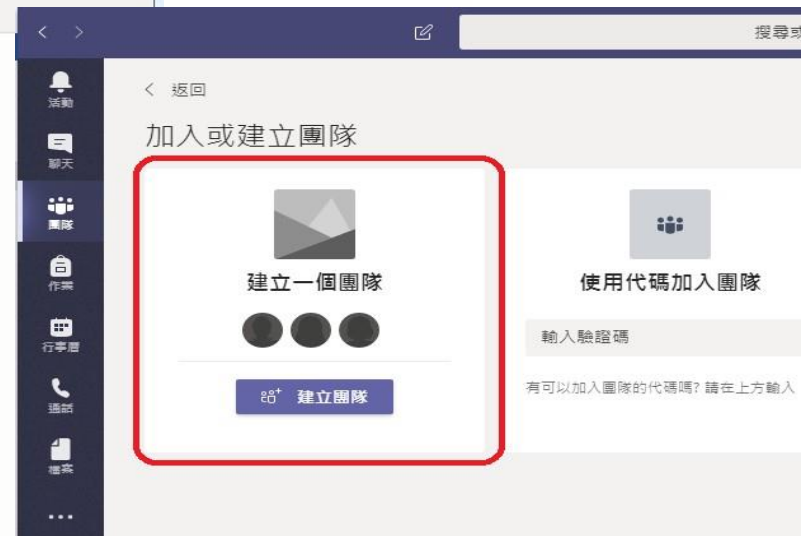 搜尋或
活動
聊天
團隊
作業
行事曆
通話
檔案
返回
加入或建立團隊
建立一個團隊
建立團隊
使用代碼加入團隊
輸入驗證碼
有可以加入團隊的代碼嗎? 請在上方輸入